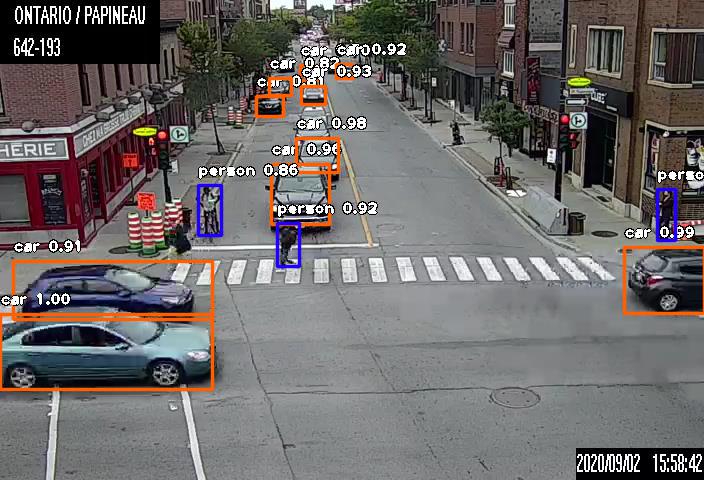 ONTARIO / PAPINEAU
642-193
car 0.92
car 0.82
car 0.93
car 0.81
car 0.98
car 0.96
person 0.86
person 0.92
perso
car 0.91
car 0.99
car 1.00
HERIE
2020/09/02 15:58:42